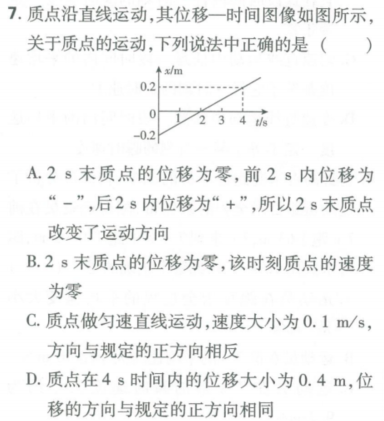 7. 质点沿直线运动,其位移—时间图像如图所示,
关于质点的运动,下列说法中正确的是 (  )
x/m
0.2
0
1 2 3 4 t/s
-0.2
A. 2 s 末质点的位移为零,前 2 s 内位移为
“-”,后 2 s 内位移为“+”,所以 2 s 末质点
改变了运动方向
B. 2 s 末质点的位移为零,该时刻质点的速度
为零
C. 质点做匀速直线运动,速度大小为 0.1 m/s,
方向与规定的正方向相反
D. 质点在 4 s 时间内的位移大小为 0.4 m,位
移的方向与规定的正方向相同